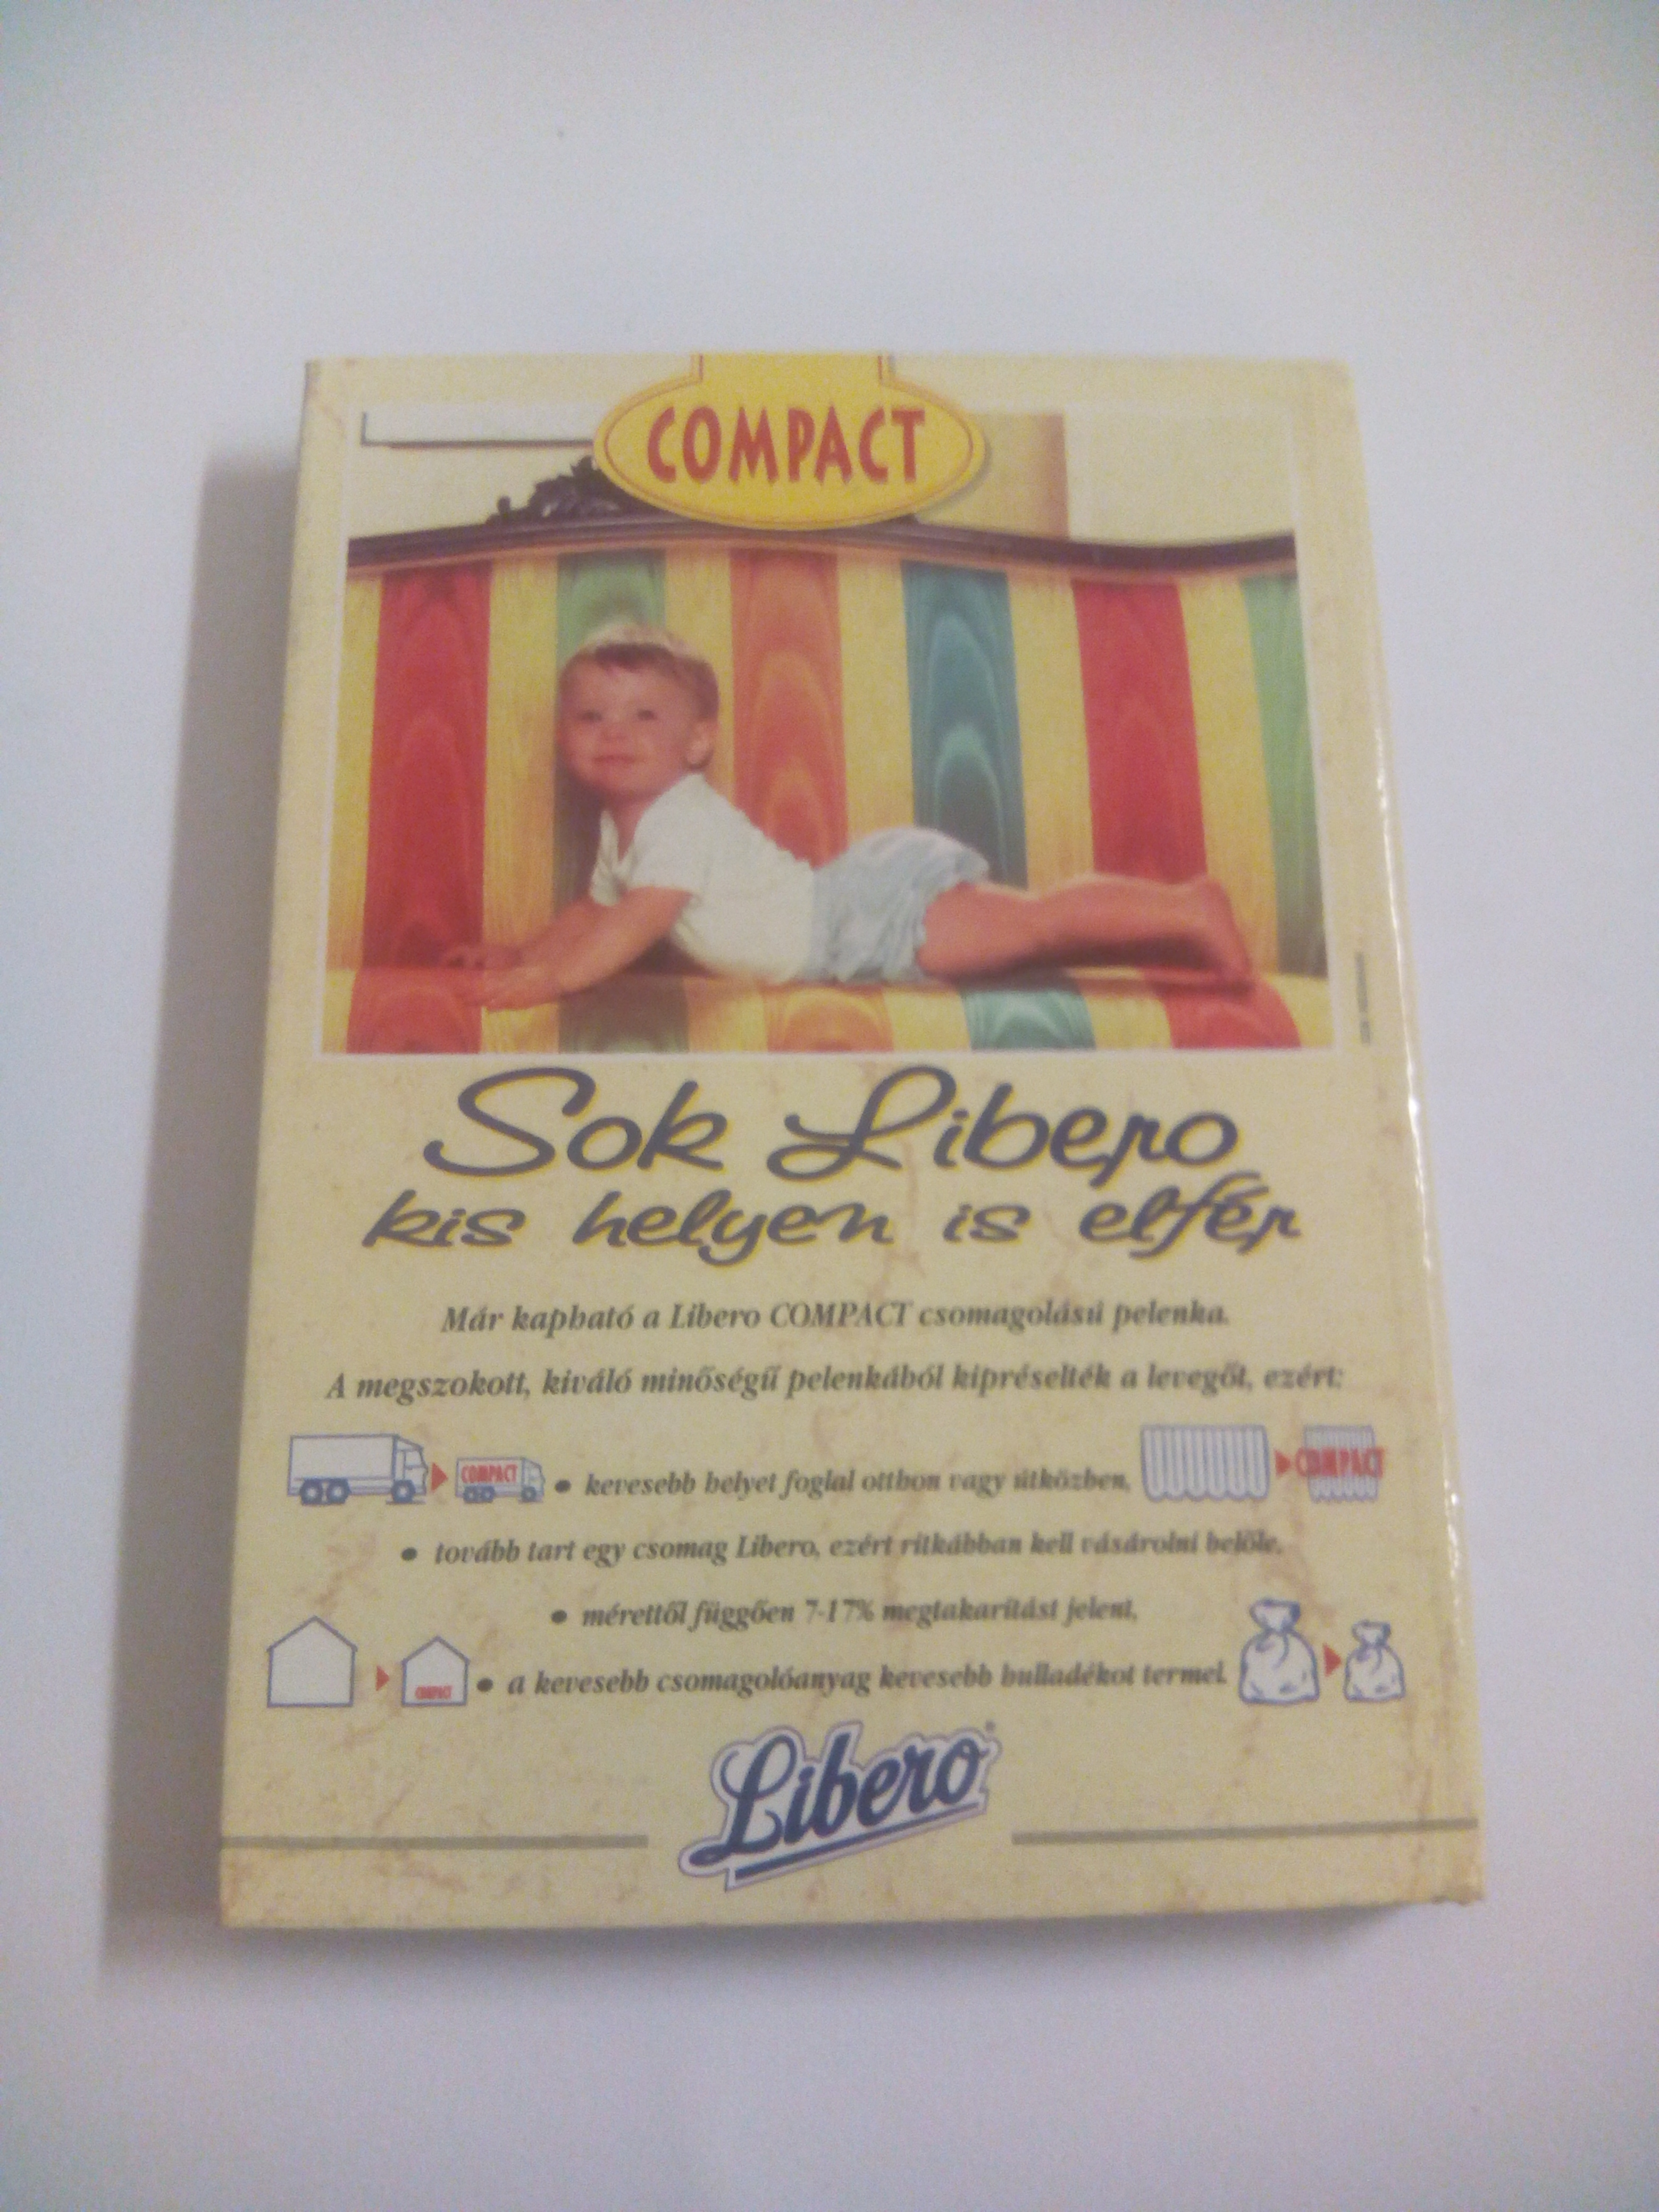 COMPACT
Sok Libero
kis helyen is elfér
Már kapható a Libero COMPACT csomagolású pelenka.
A megszokott, kiváló minőségű pelenkából kipréselték a levegőt, ezért:
COMPACT
• kevesebb helyet foglal otthon vagy útközben,
COMPACT
• tovább tart egy csomag Libero, ezért ritkábban kell vásárolni belőle,
• mérettől függően 7-17% megtakarítást jelent,
COMPACT
• a kevesebb csomagolóanyag kevesebb hulladékot termel.
Libero